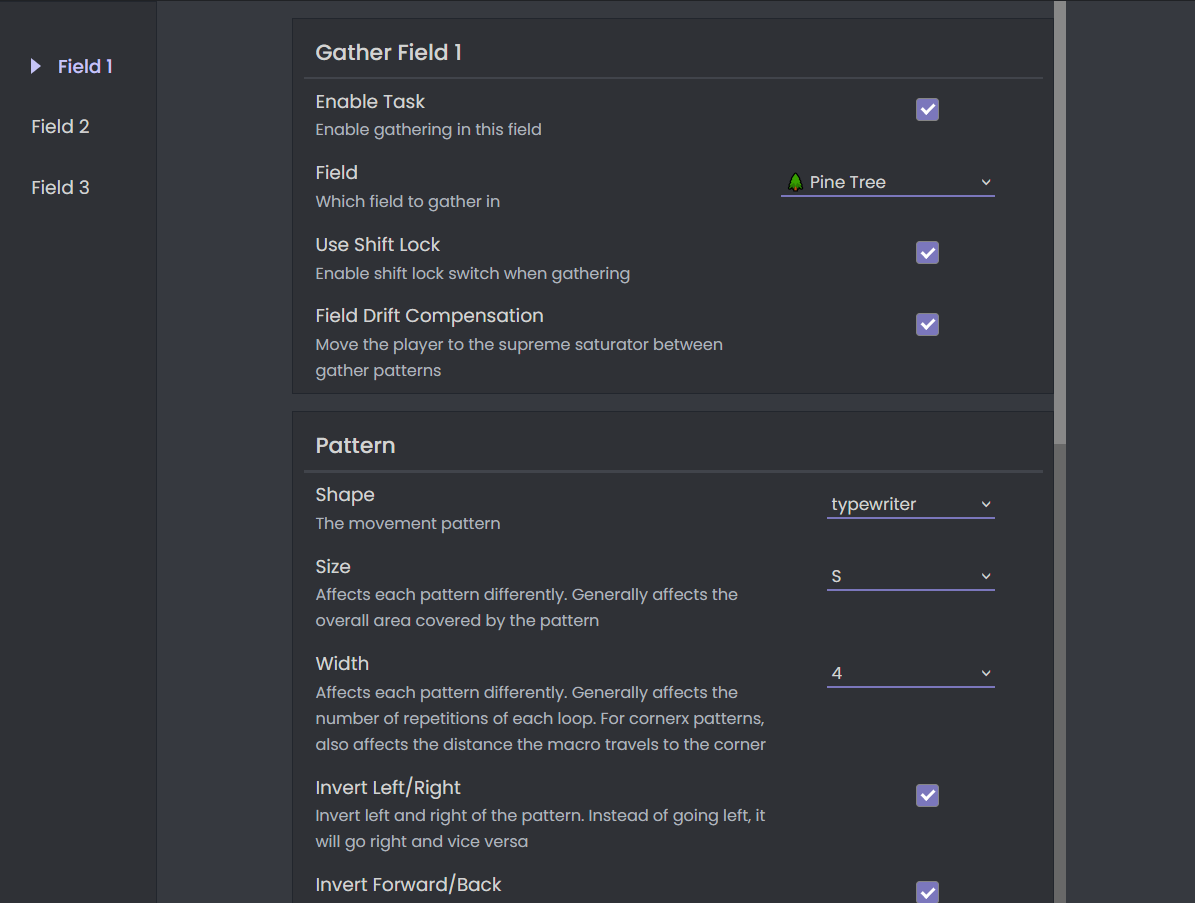 Field 1
Field 2
Field 3
Gather Field 1
Enable Task
Enable gathering in this field
Field
Which field to gather in
Pine Tree
Use Shift Lock
Enable shift lock switch when gathering
Field Drift Compensation
Move the player to the supreme saturator between
gather patterns
Pattern
Shape
The movement pattern
typewriter
Size
Affects each pattern differently. Generally affects the
overall area covered by the pattern
S
Width
Affects each pattern differently. Generally affects the
number of repetitions of each loop. For cornerx patterns,
also affects the distance the macro travels to the corner
4
Invert Left/Right
Invert left and right of the pattern. Instead of going left, it
will go right and vice versa
Invert Forward/Back